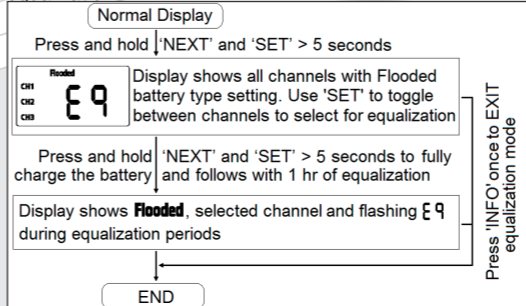 Normal Display
Press and hold 'NEXT' and 'SET' > 5 seconds
Flooded
CH1
CH2
CH3
E9
Display shows all channels with Flooded
battery type setting. Use 'SET' to toggle
between channels to select for equalization
Press and hold 'NEXT' and 'SET' > 5 seconds to fully
charge the battery and follows with 1 hr of equalization
Display shows Flooded, selected channel and flashing E9
during equalization periods
END
Press 'INFO' once to EXIT
equalization mode